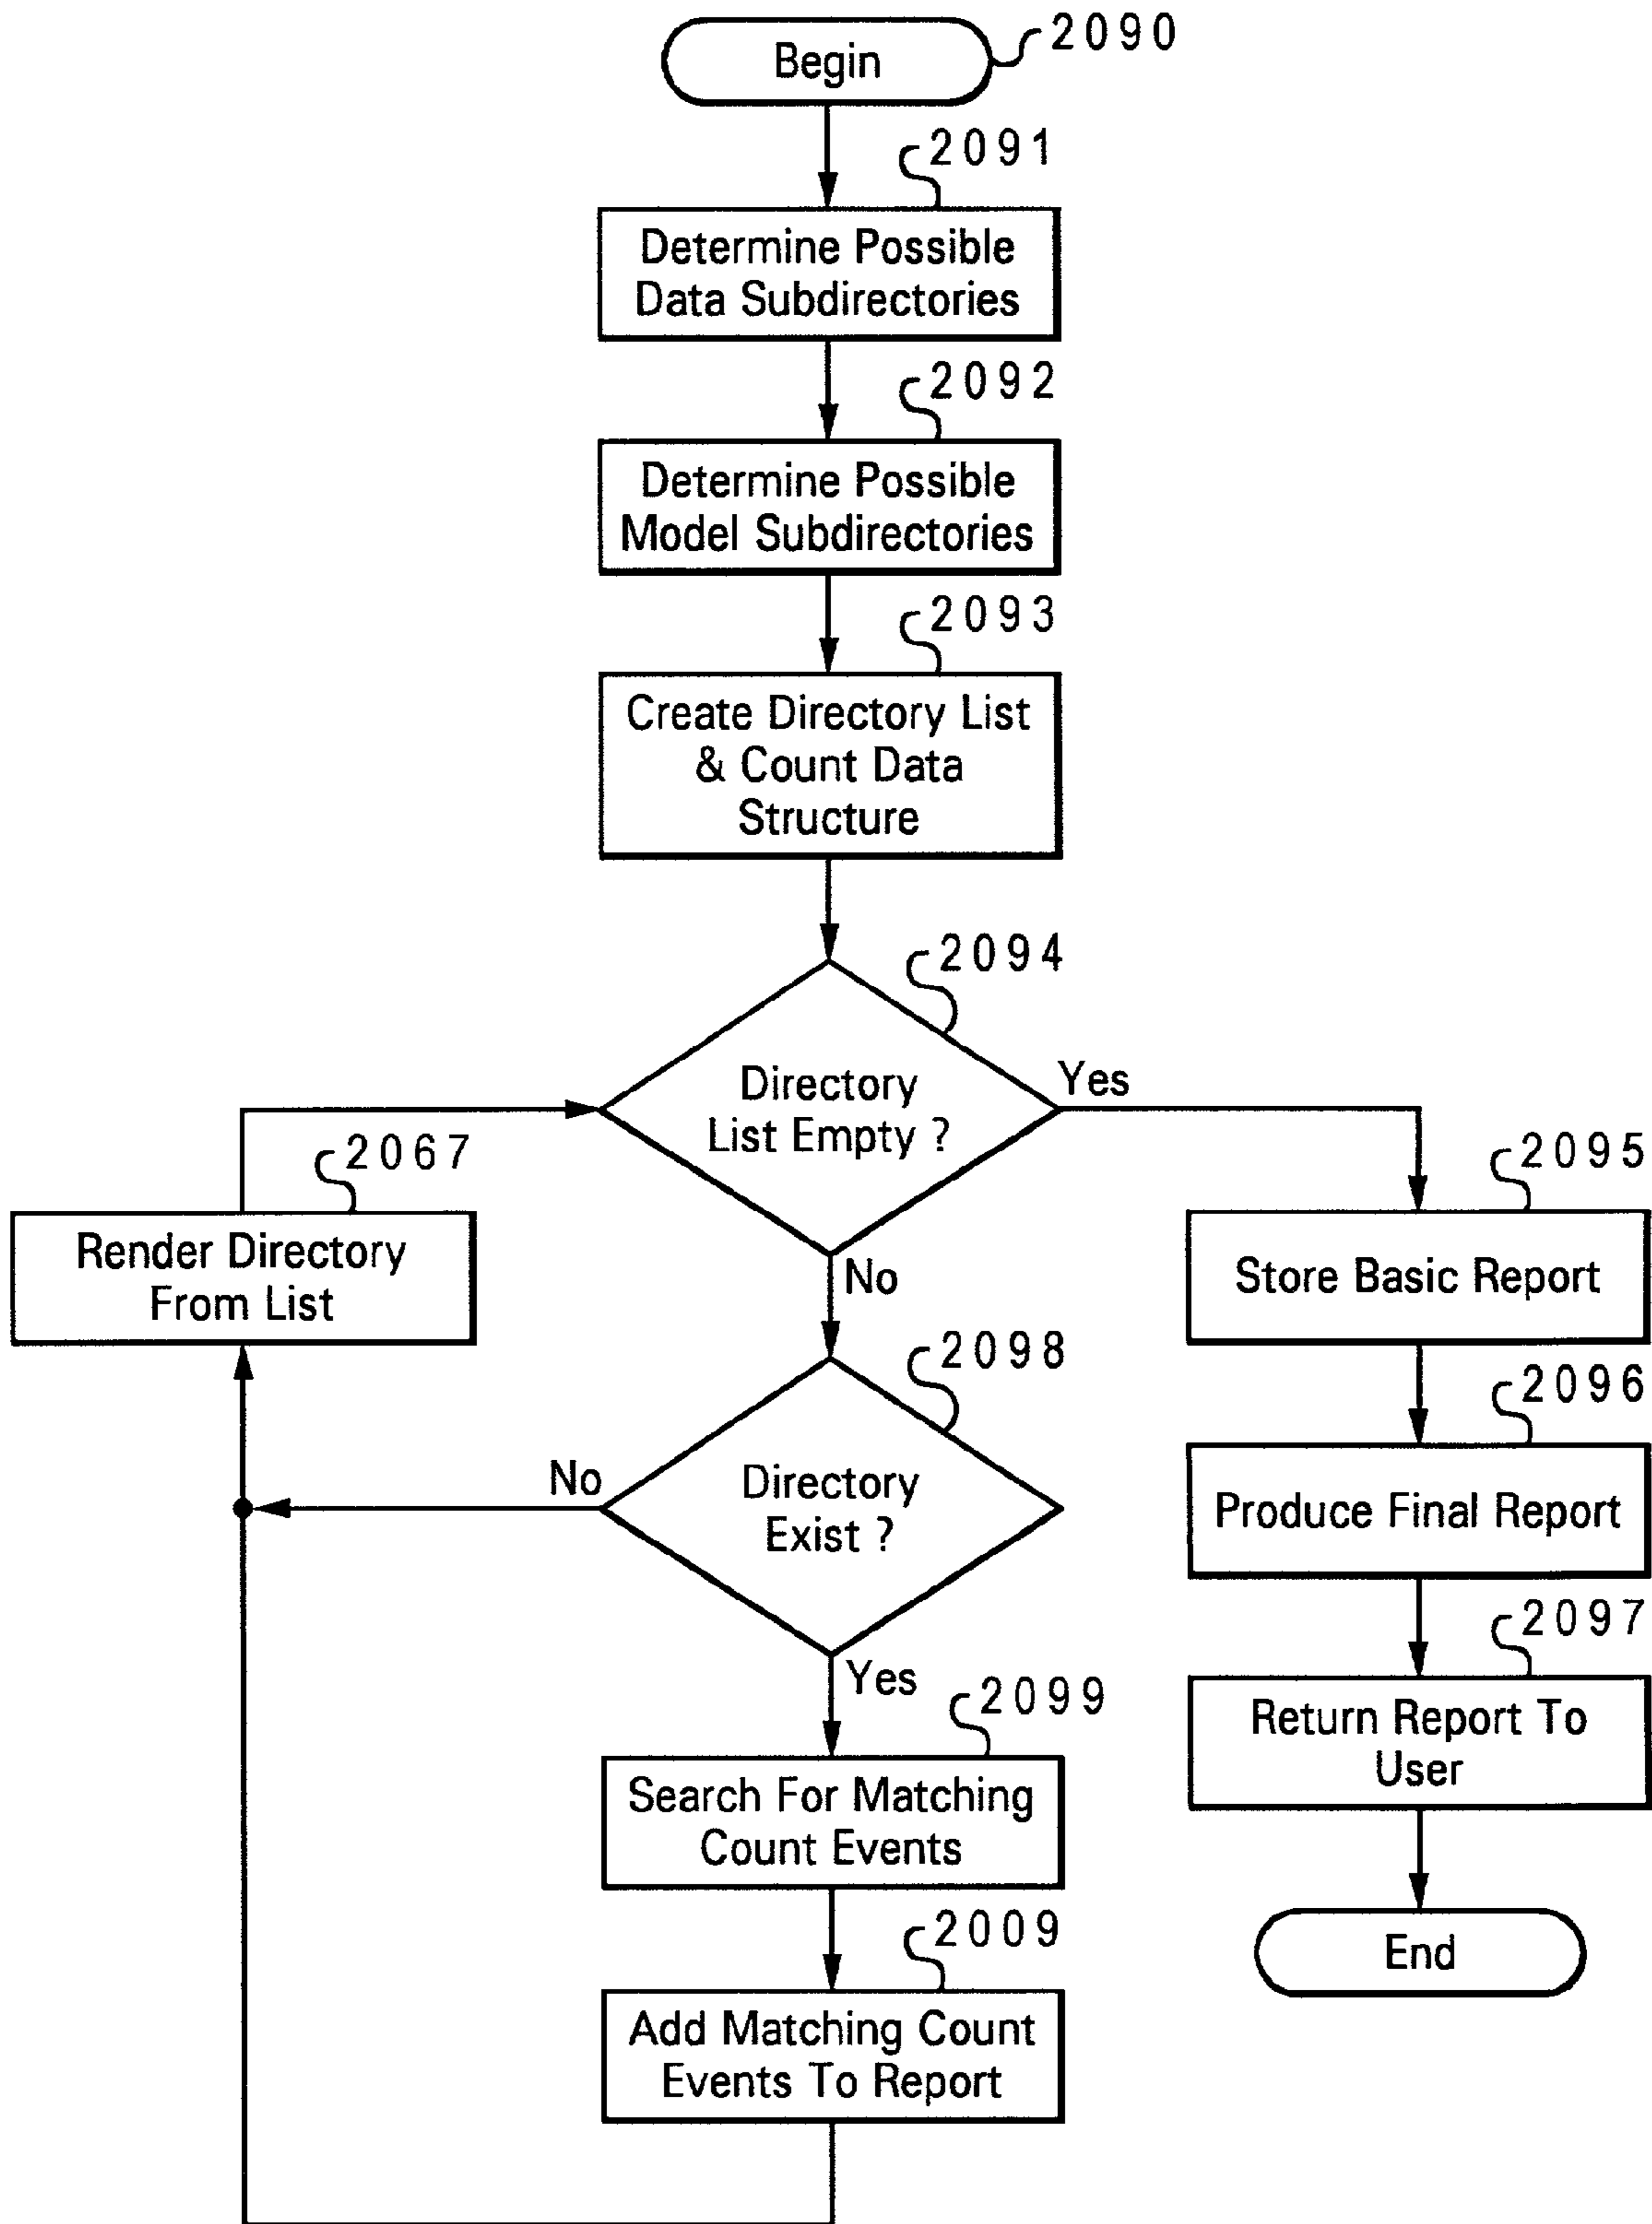 Begin
2090
2091
Determine Possible
Data Subdirectories
2092
Determine Possible
Model Subdirectories
2093
Create Directory List
& Count Data
Structure
2094
Directory
List Empty ?
Yes
No
2067
Render Directory
From List
2095
Store Basic Report
2098
Directory
Exist ?
No
Yes
2096
Produce Final Report
2097
Return Report To
User
End
2099
Search For Matching
Count Events
2009
Add Matching Count
Events To Report